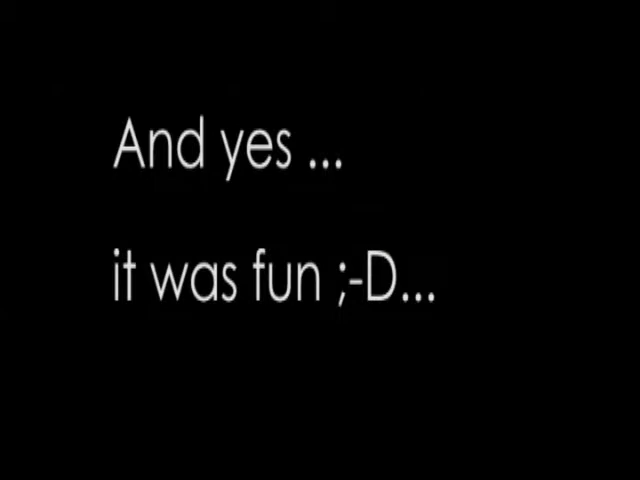 And yes ...
it was fun ;-D...